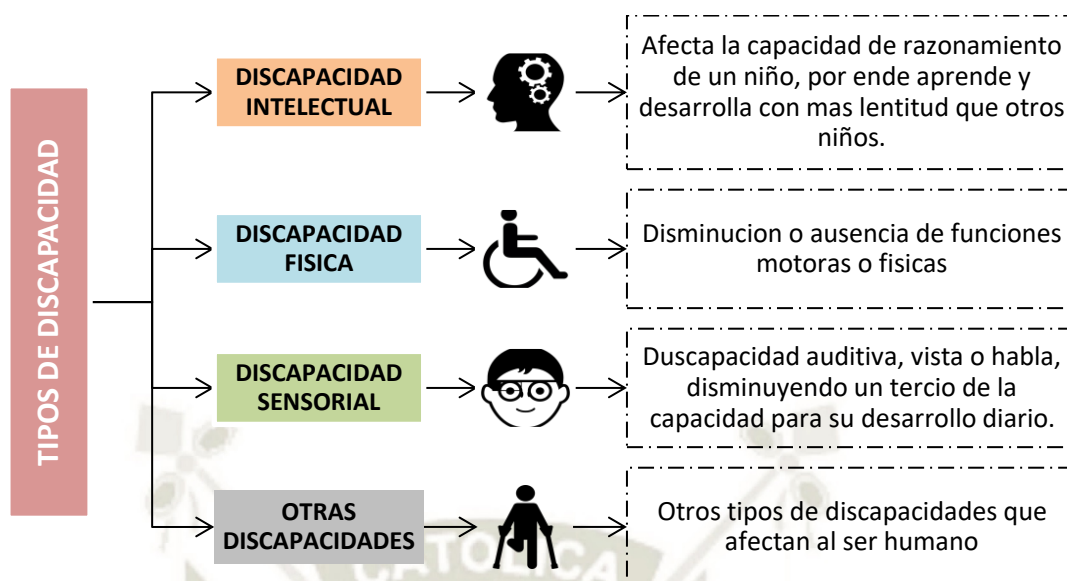 TIPOS DE DISCAPACIDAD
DISCAPACIDAD
INTELECTUAL
Afecta la capacidad de razonamiento
de un niño, por ende aprende y
desarrolla con mas lentitud que otros
niños.
DISCAPACIDAD
FISICA
Disminucion o ausencia de funciones
motoras o fisicas
DISCAPACIDAD
SENSORIAL
Duscapacidad auditiva, vista o habla,
disminuyendo un tercio de la
capacidad para su desarrollo diario.
OTRAS
DISCAPACIDADES
Otros tipos de discapacidades que
afectan al ser humano
CATOLICA